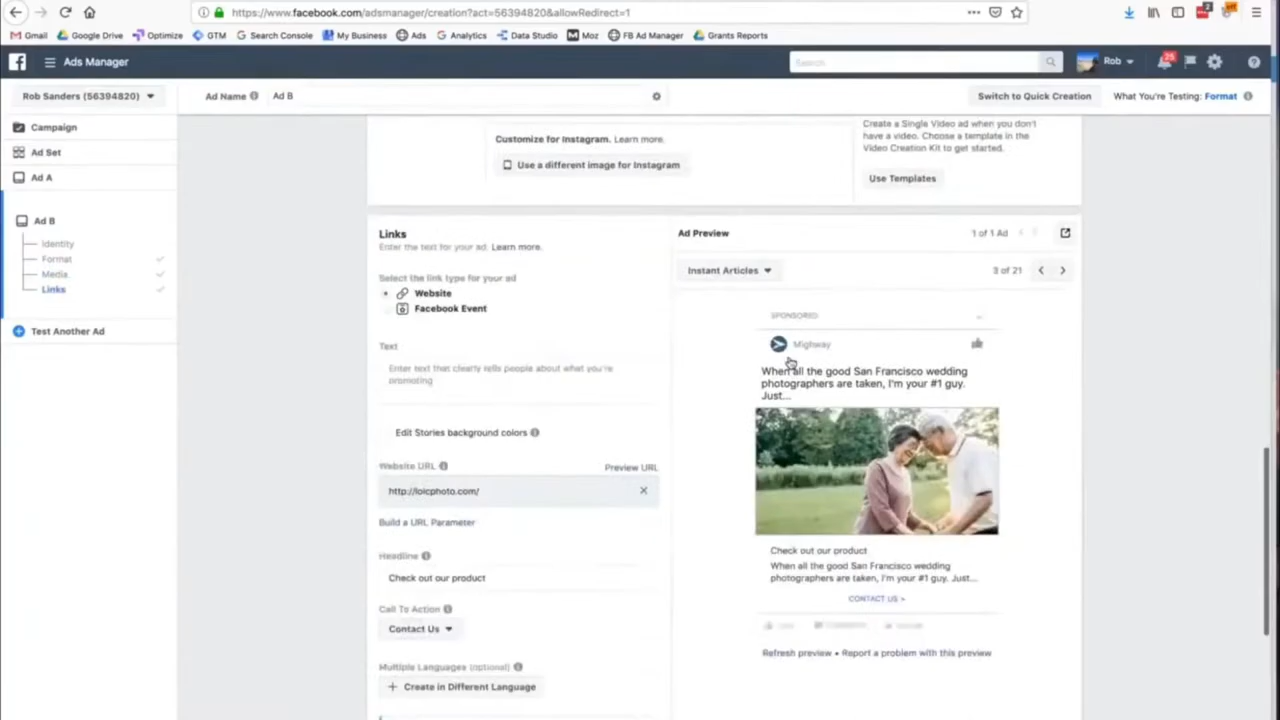 https://www.facebook.com/adsmanager/creation?act=56394820&allowRedirect=1
2
Gmail Google Drive Optimize GTM Search Console My Business Ads Analytics Data Studio Moz FB Ad Manager Grants Reports
Ads Manager
Search
Rob
25
Rob Sanders (56394820)
Ad Name
Ad B
Switch to Quick Creation
What You're Testing: Format
Campaign
Ad Set
Ad A
Ad B
Identity
Format
Media
Links
Test Another Ad
Customize for Instagram. Learn more.
Use a different image for Instagram
Create a Single Video ad when you don't
have a video. Choose a template in the
Video Creation Kit to get started.
Use Templates
Links
Enter the text for your ad. Learn more.
Select the link type for your ad
Website
Facebook Event
Text
Enter text that clearly tells people about what you're
promoting
Edit Stories background colors
Website URL
Preview URL
http://loicphoto.com/
Build a URL Parameter
Headline
Check out our product
Call To Action
Contact Us
Multiple Languages (optional)
Create in Different Language
Ad Preview
1 of 1 Ad
Instant Articles
3 of 21
SPONSORED
Mighway
When all the good San Francisco wedding
photographers are taken, I'm your #1 guy.
Just...
Check out our product
When all the good San Francisco wedding
photographers are taken, I'm your #1 guy. Just...
CONTACT US >
Refresh preview • Report a problem with this preview